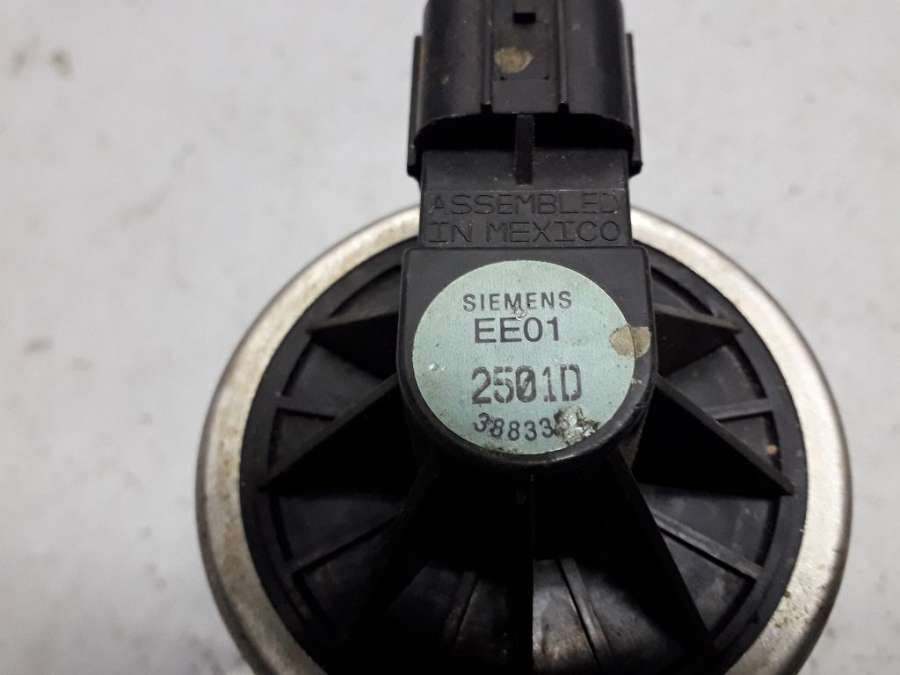 ASSEMBLED
IN MEXICO
SIEMENS
EE01
2501D